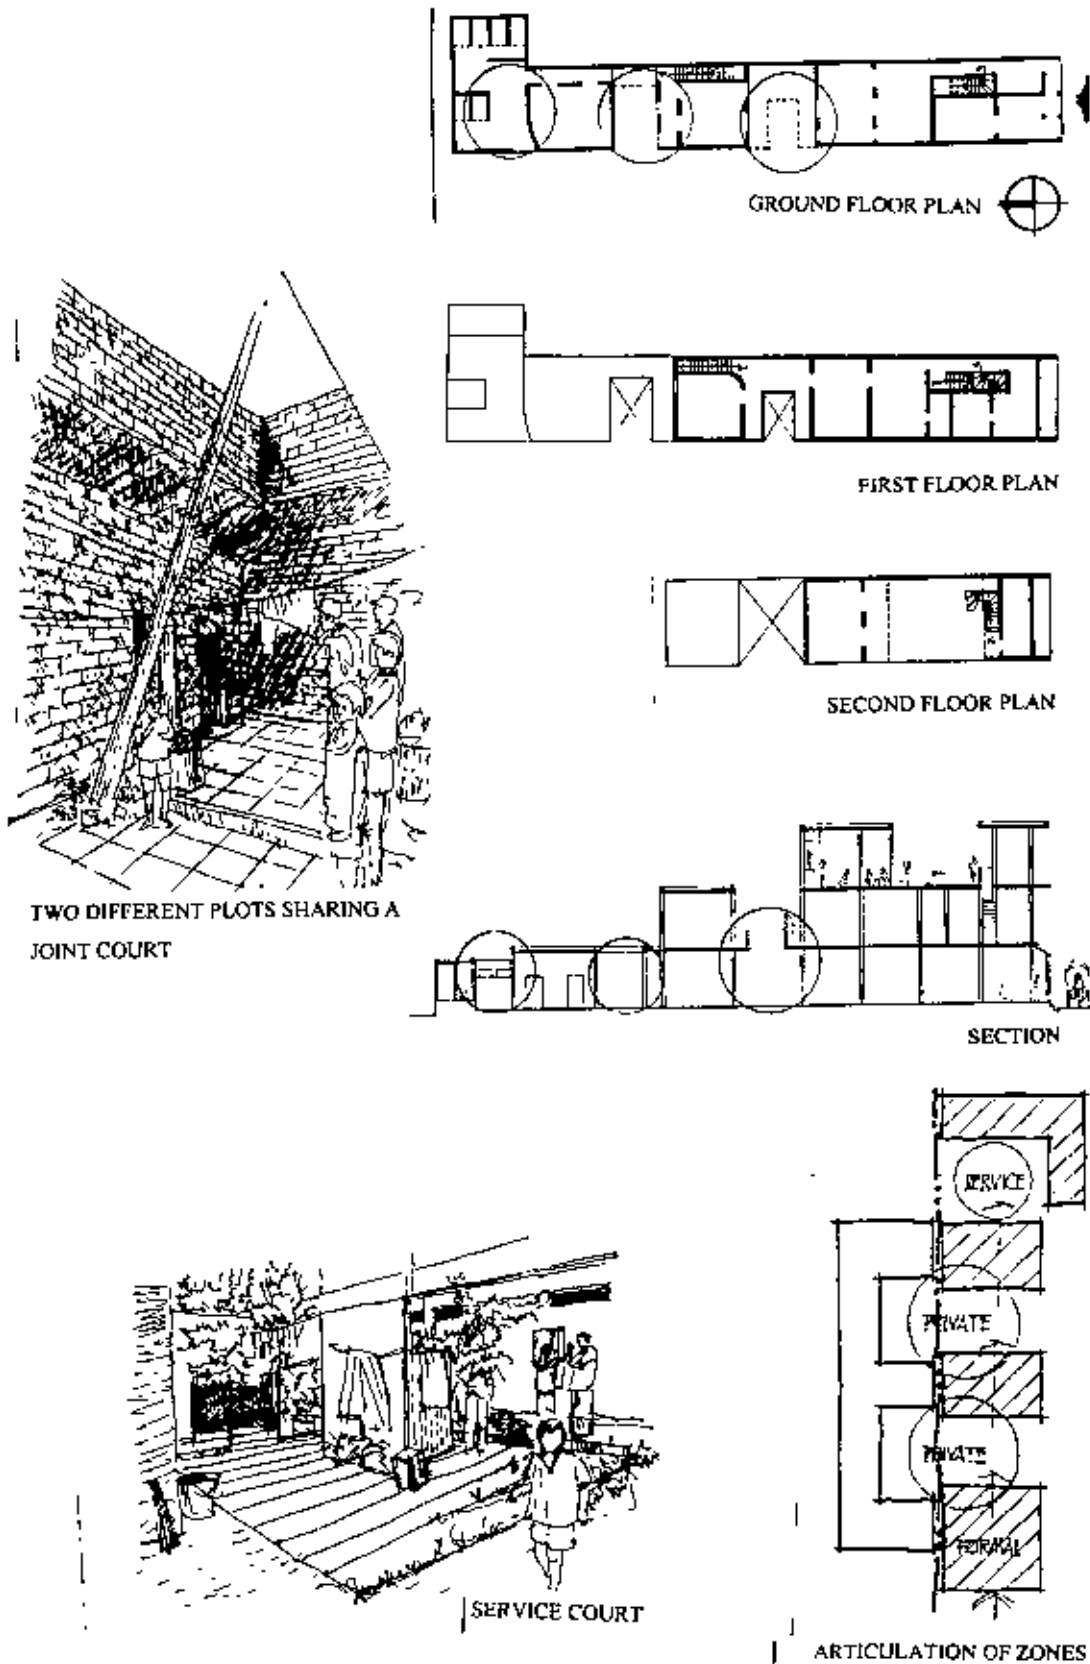 GROUND FLOOR PLAN
FIRST FLOOR PLAN
SECOND FLOOR PLAN
TWO DIFFERENT PLOTS SHARING A
JOINT COURT
SECTION
SERVICE
PRIVATE
PRIVATE
FORMAL
SERVICE COURT
ARTICULATION OF ZONES